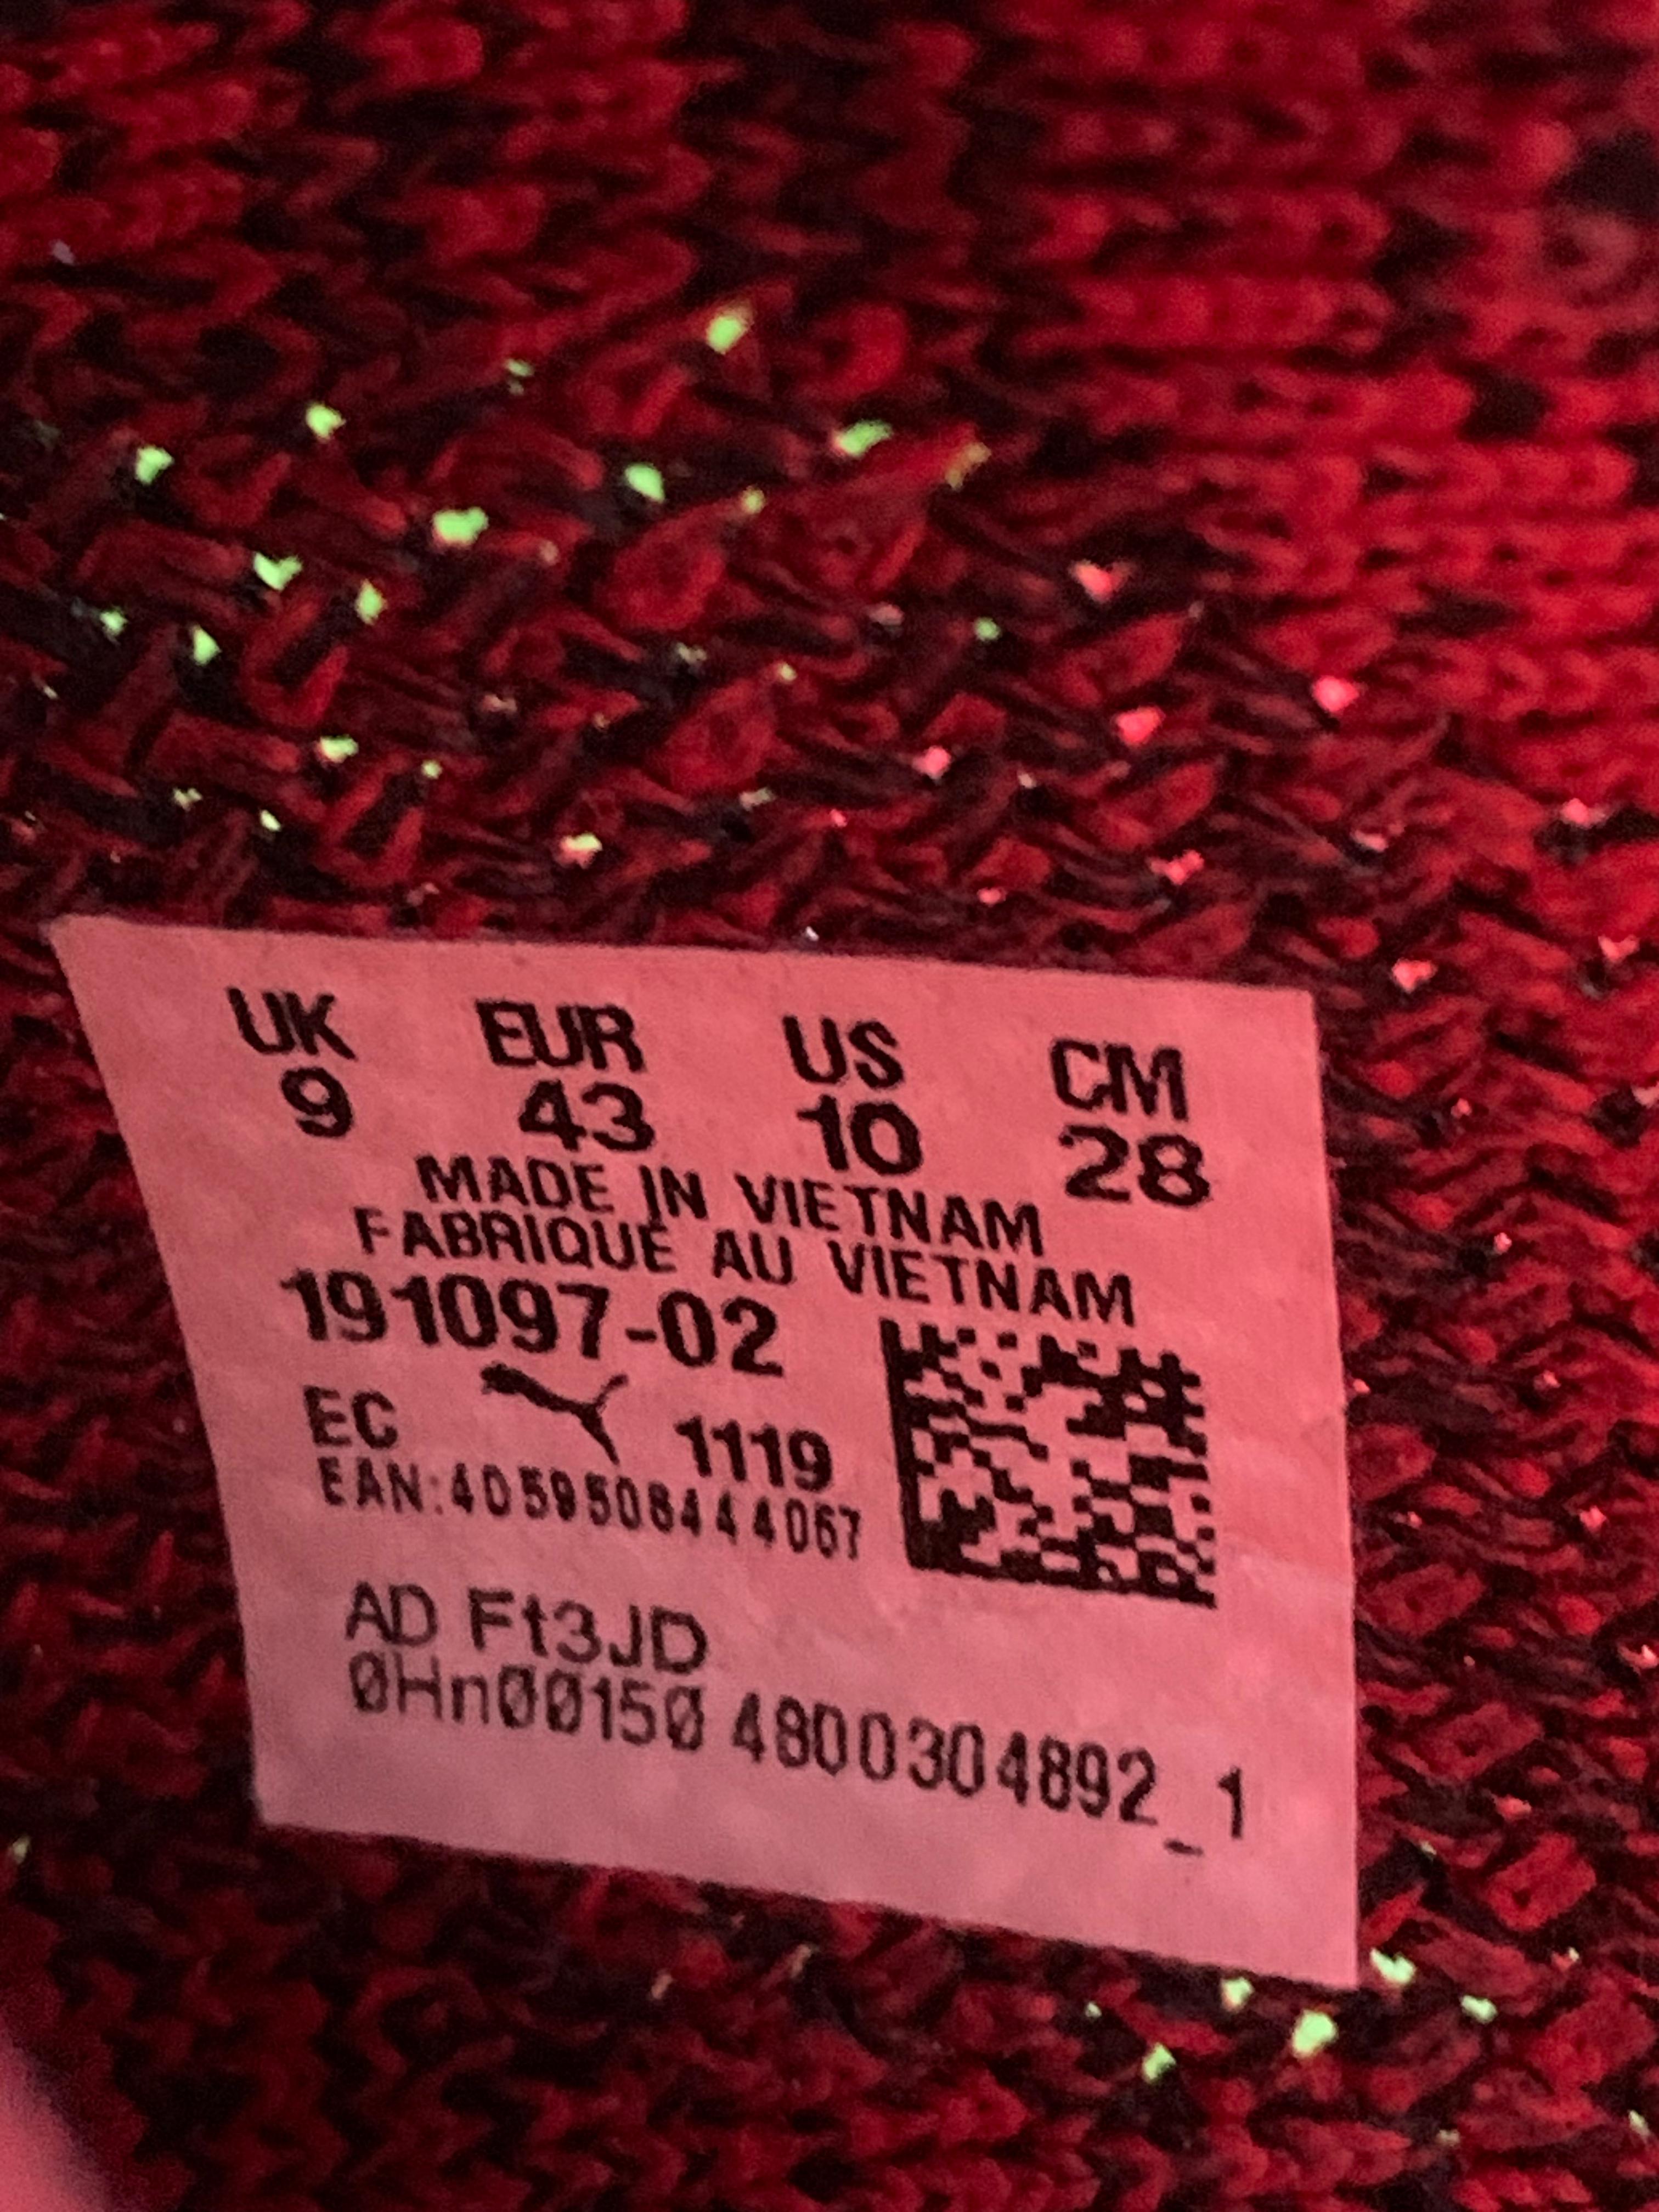 UK EUR US CM
9 43 10 28
MADE IN VIETNAM
FABRIQUE AU VIETNAM
191097-02
EC 1119
EAN:4059506444067
AD Ft3JD
0Hn00150 4800304892_1